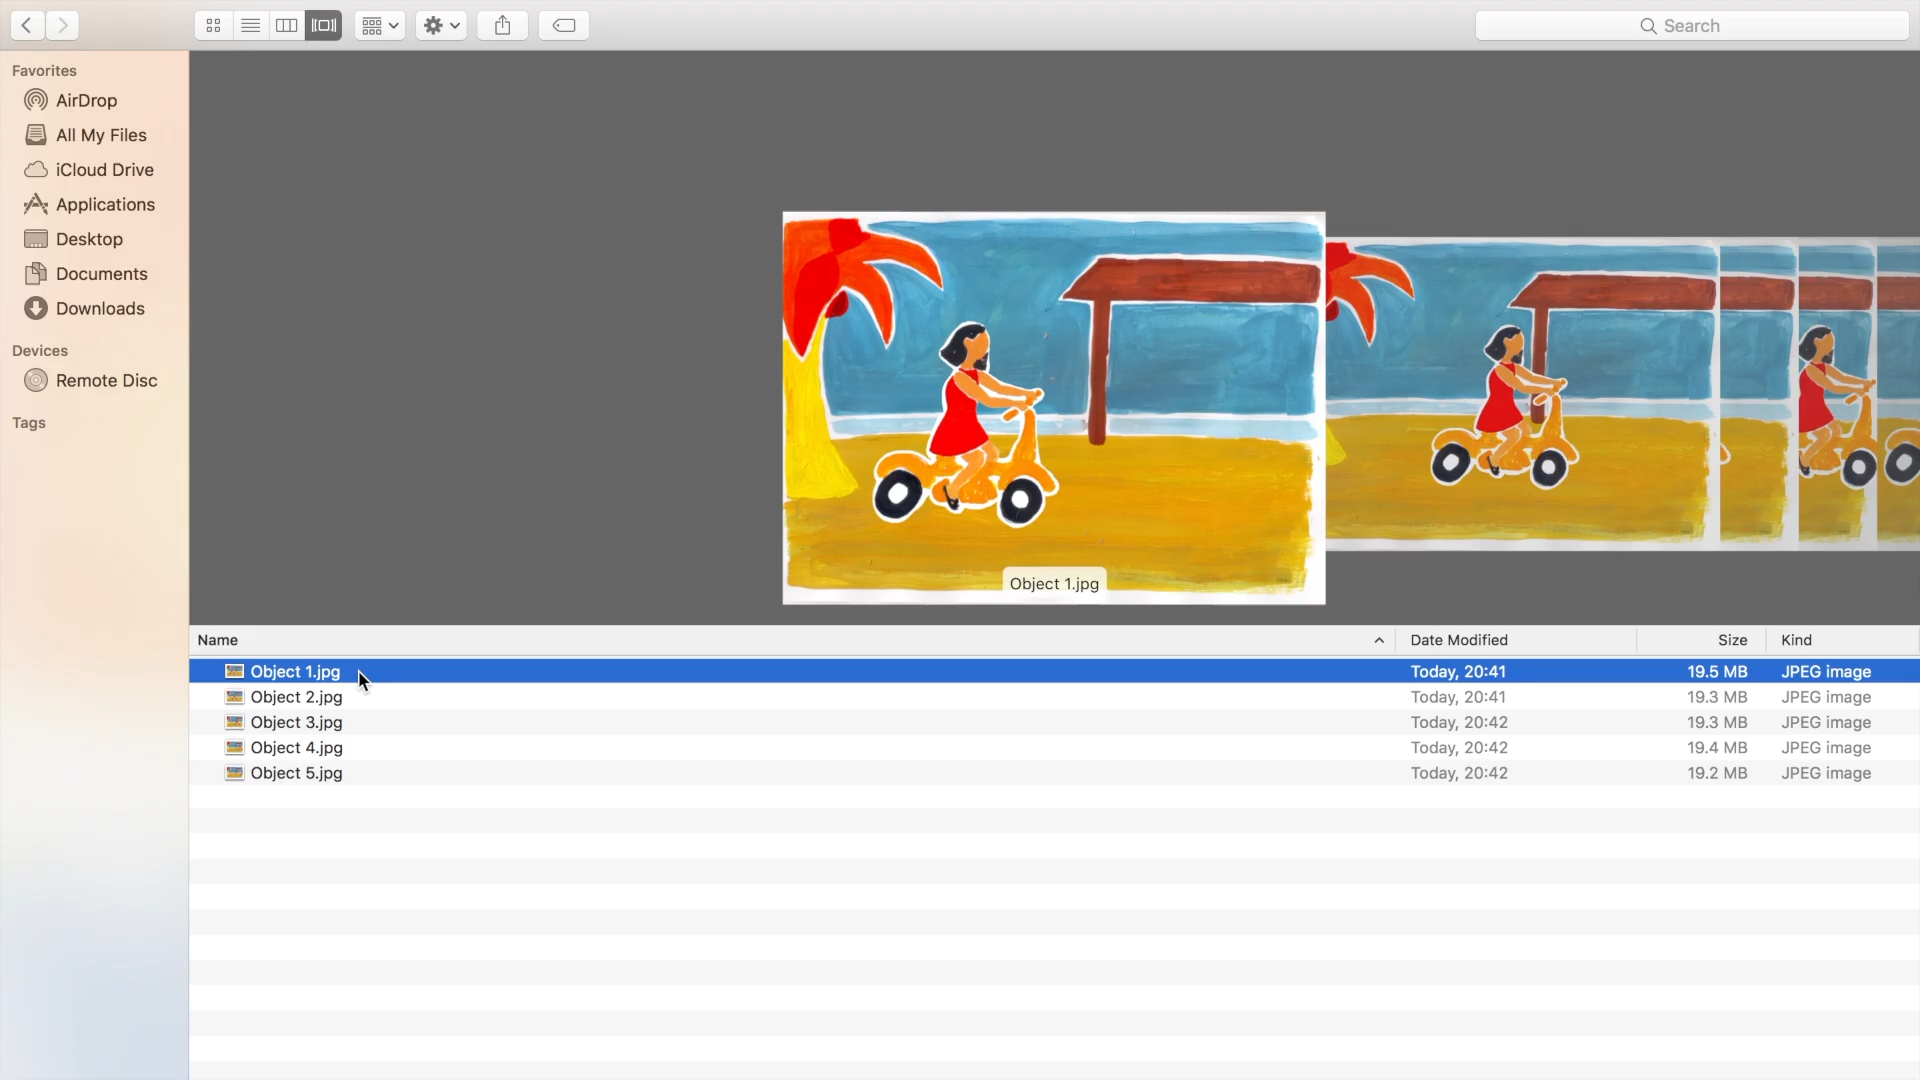 Search
Favorites
AirDrop
All My Files
iCloud Drive
Applications
Desktop
Documents
Downloads
Devices
Remote Disc
Tags
Object 1.jpg
Name Date Modified Size Kind
Object 1.jpg Today, 20:41 19.5 MB JPEG image
Object 2.jpg Today, 20:41 19.3 MB JPEG image
Object 3.jpg Today, 20:42 19.3 MB JPEG image
Object 4.jpg Today, 20:42 19.4 MB JPEG image
Object 5.jpg Today, 20:42 19.2 MB JPEG image